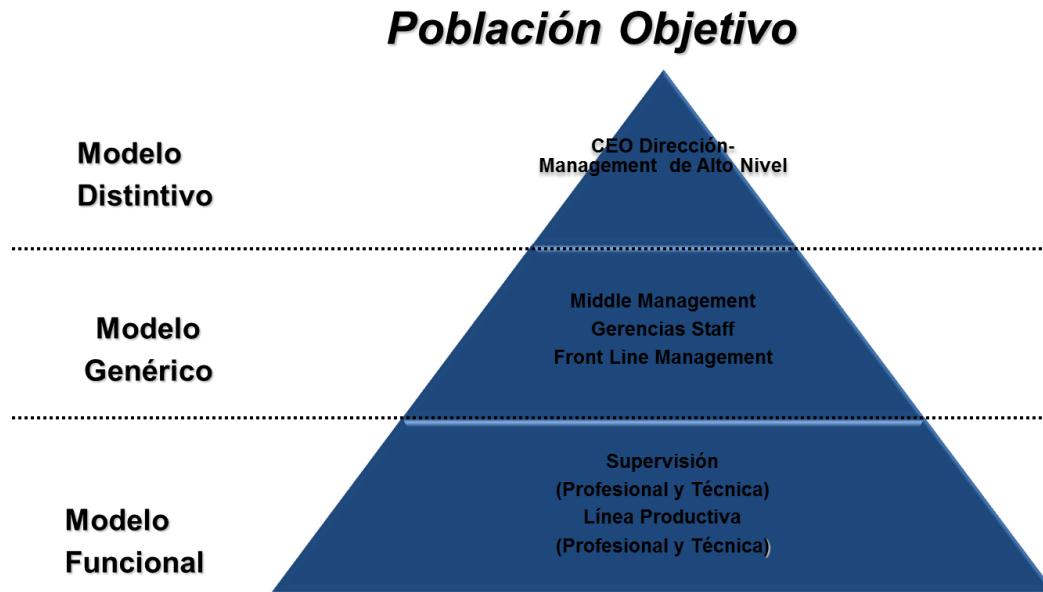 Población Objetivo
Modelo
Distintivo
CEO Dirección-
Management de Alto Nivel
Modelo
Genérico
Middle Management
Gerencias Staff
Front Line Management
Modelo
Funcional
Supervisión
(Profesional y Técnica)
Línea Productiva
(Profesional y Técnica)